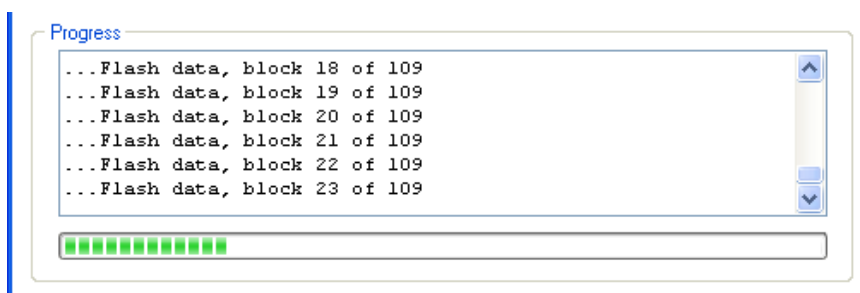 Progress
...Flash data, block 18 of 109
...Flash data, block 19 of 109
...Flash data, block 20 of 109
...Flash data, block 21 of 109
...Flash data, block 22 of 109
...Flash data, block 23 of 109